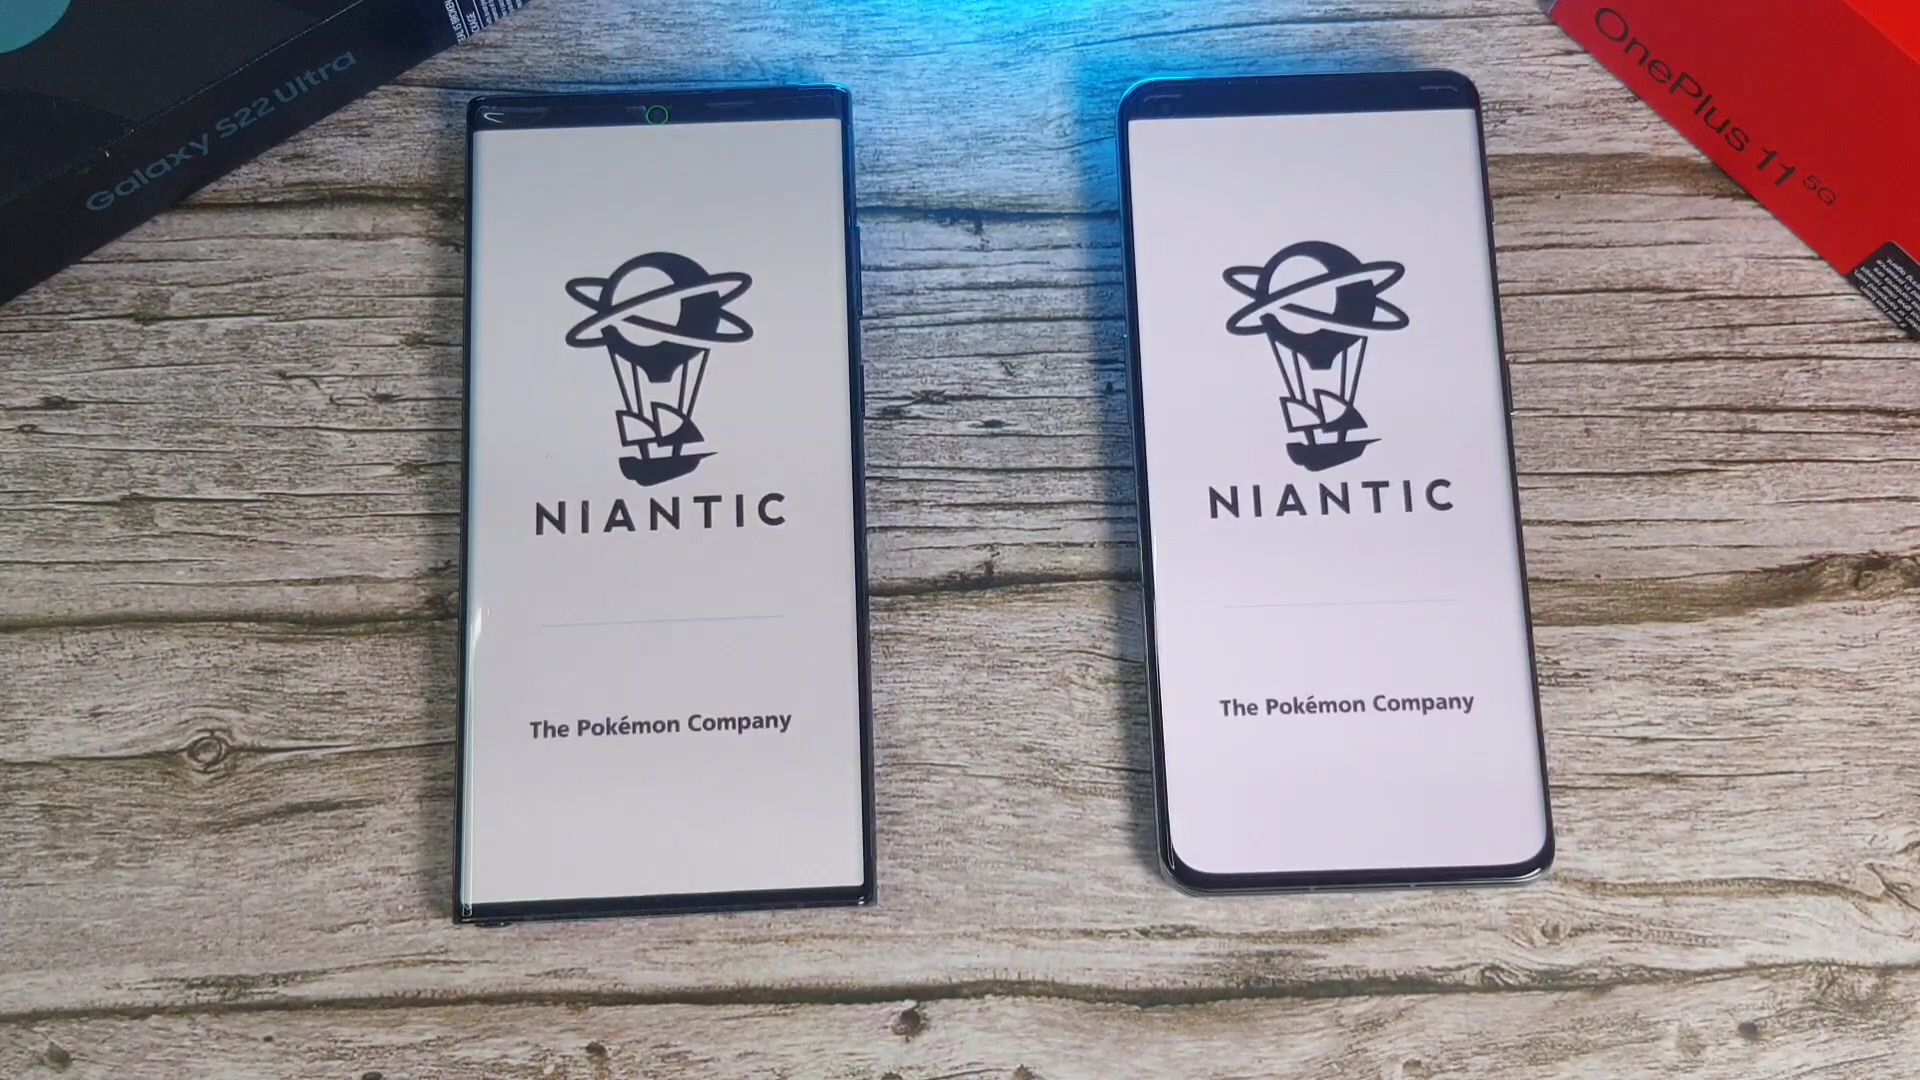 Galaxy S22 Ultra
OnePlus 11 5G
NIANTIC
The Pokémon Company
NIANTIC
The Pokémon Company